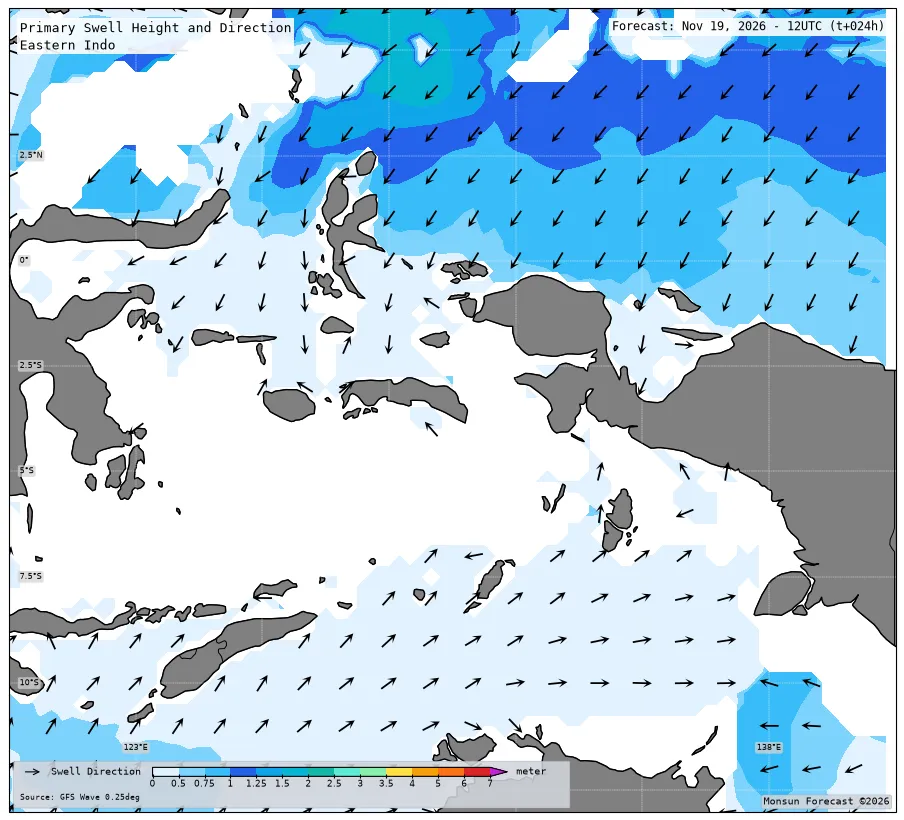 Primary Swell Height and Direction
Eastern Indo
Forecast: Nov 19, 2026 - 12UTC (t+024h)
2.5°N
0°
2.5°S
5°S
7.5°S
10°S
123°E
138°E
Swell Direction
0 0.5 0.75 1 1.25 1.5 2 2.5 3 3.5 4 5 6 7
meter
Source: GFS Wave 0.25deg
Monsun Forecast ©2026